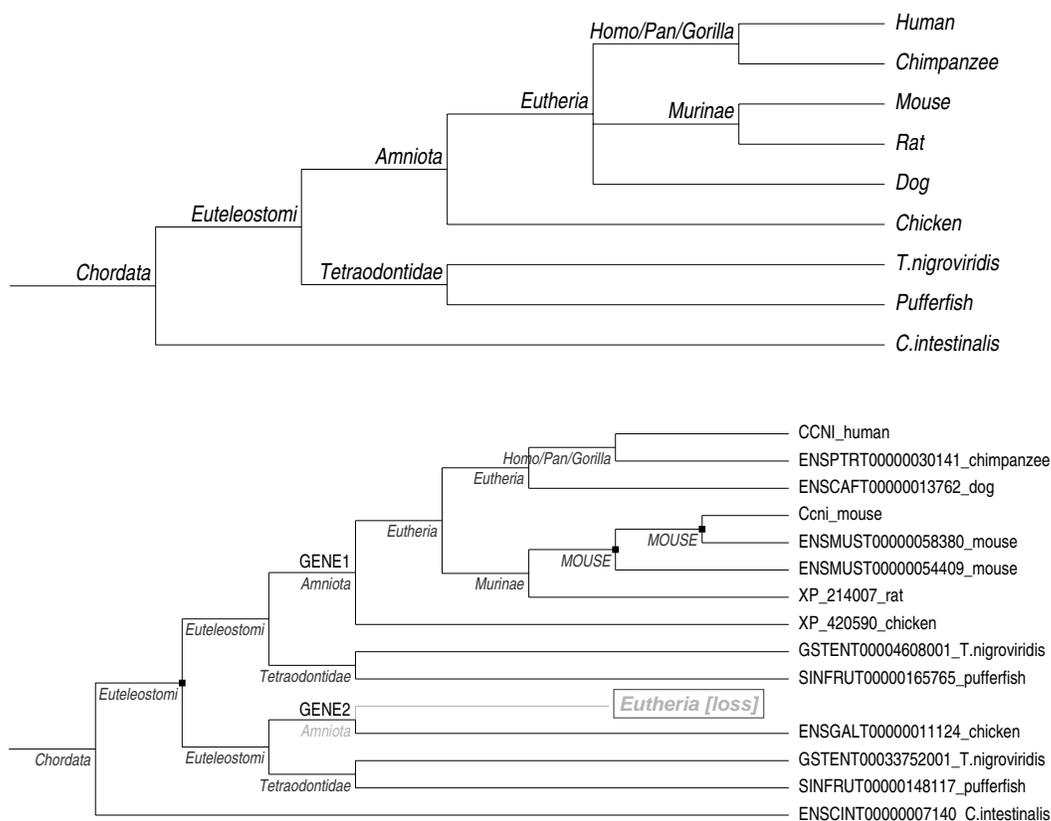 Human
Homo/Pan/Gorilla
Chimpanzee
Eutheria
Mouse
Murinae
Rat
Amniota
Dog
Euteleostomi
Chicken
Chordata
Tetraodontidae
T.nigroviridis
Pufferfish
C.intestinalis
CCNI_human
Homo/Pan/Gorilla
ENSPTRT00000030141_chimpanzee
Eutheria
ENSCAFT00000013762_dog
Ccni_mouse
Eutheria
MOUSE
ENSMUST00000058380_mouse
GENE1
MOUSE
ENSMUST00000054409_mouse
Amniota
Murinae
XP_214007_rat
XP_420590_chicken
Euteleostomi
GSTENT00004608001_T.nigroviridis
Tetraodontidae
SINFRUT00000165765_pufferfish
Euteleostomi
GENE2
Eutheria [loss]
Amniota
ENSGALT00000011124_chicken
Chordata
Euteleostomi
GSTENT00033752001_T.nigroviridis
Tetraodontidae
SINFRUT00000148117_pufferfish
ENSCINT00000007140_C.intestinalis